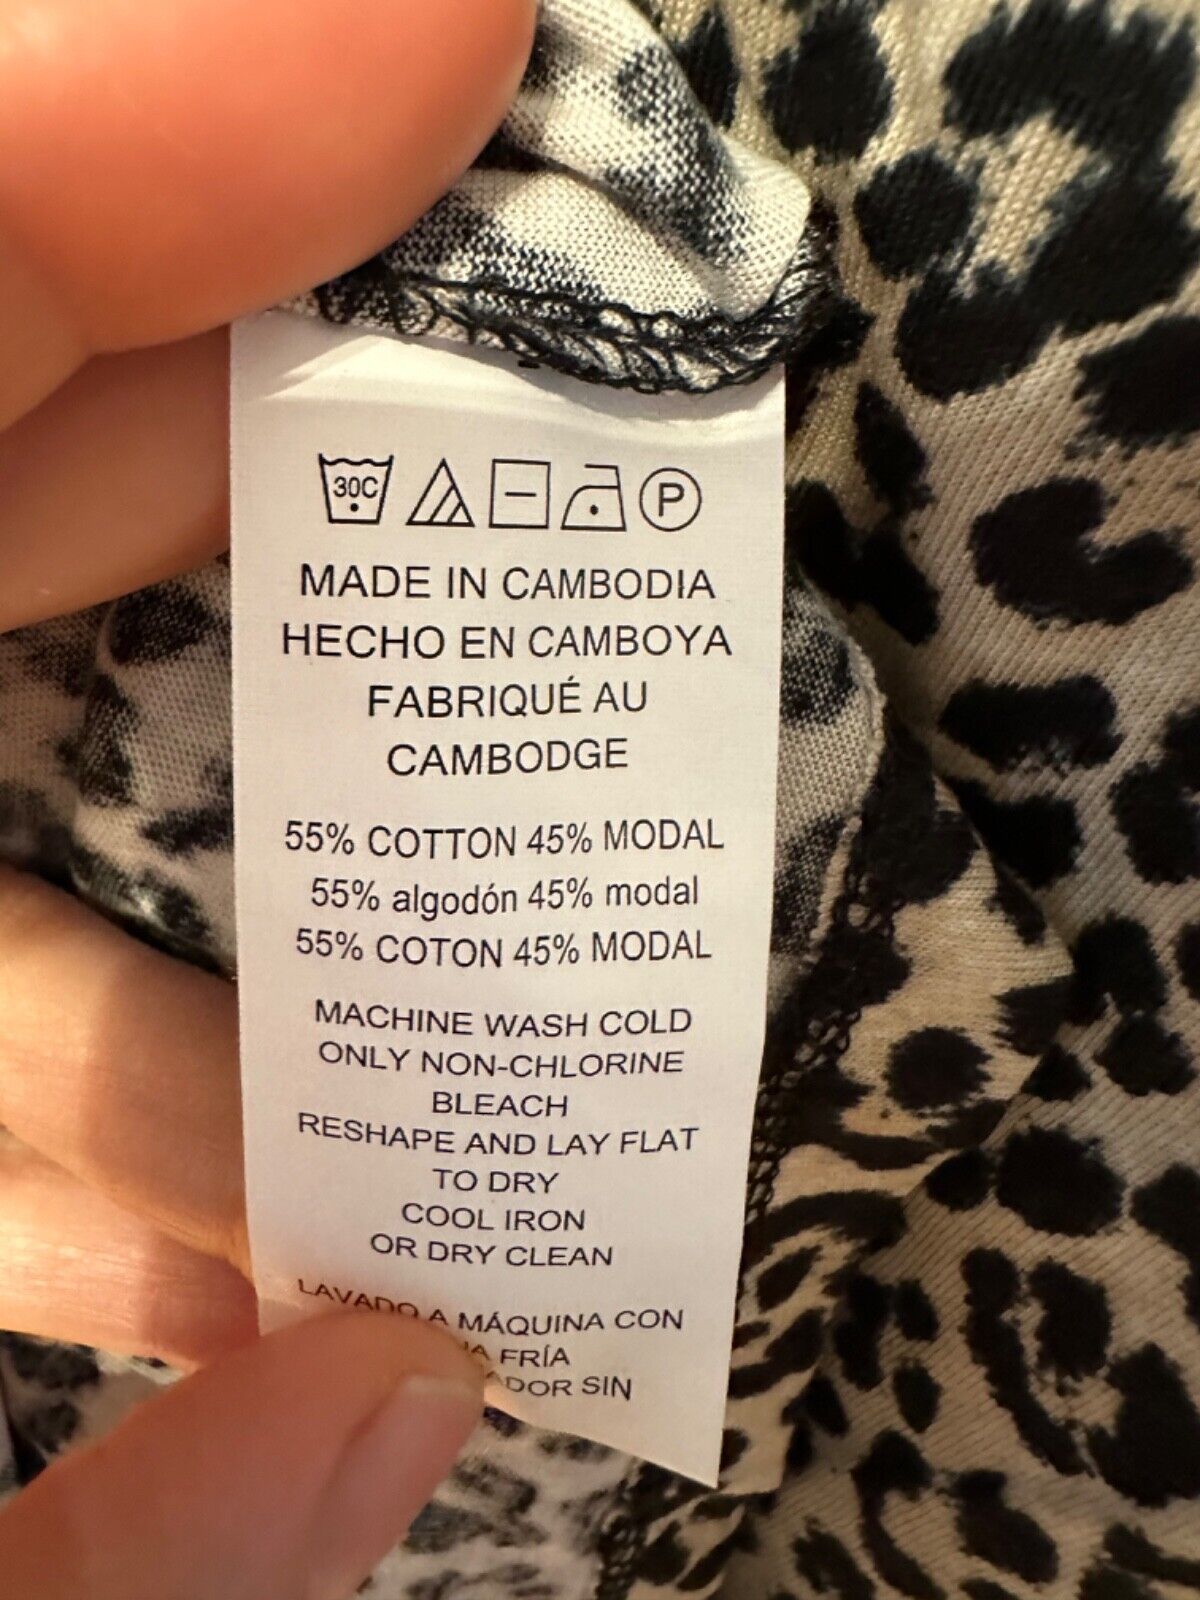 30C P
MADE IN CAMBODIA
HECHO EN CAMBOYA
FABRIQUÉ AU
CAMBODGE
55% COTTON 45% MODAL
55% algodón 45% modal
55% COTON 45% MODAL
MACHINE WASH COLD
ONLY NON-CHLORINE
BLEACH
RESHAPE AND LAY FLAT
TO DRY
COOL IRON
OR DRY CLEAN
LAVADO A MÁQUINA CON
FRÍA
SIN